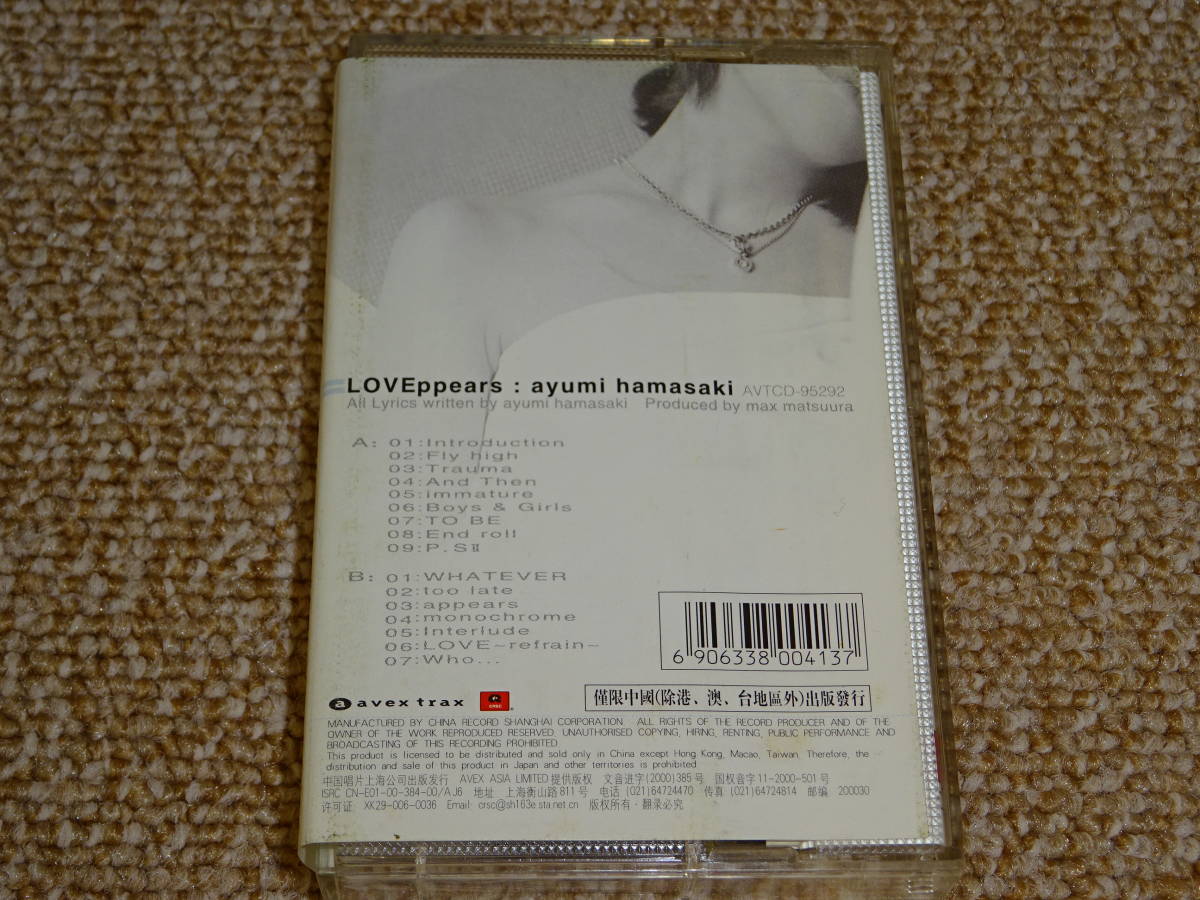 LOVEppears : ayumi hamasaki AVTCD-95292
All Lyrics written by ayumi hamasaki Produced by max matsuura
A: 01:Introduction
02:Fly high
03:Trauma
04:And Then
05:immature
06:Boys & Girls
07:TO BE
08:End roll
09:P.SⅡ
B: 01:WHATEVER
02:too late
03:appears
04:monochrome
05:Interlude
06:LOVE~refrain~
07:Who...
6 906338 004137
a avex trax CRSC
僅限中國(除港、澳、台地區外)出版發行
MANUFACTURED BY CHINA RECORD SHANGHAI CORPORATION ALL RIGHTS OF THE RECORD PRODUCER AND OF THE
OWNER OF THE WORK REPRODUCED RESERVED. UNAUTHORISED COPYING, HIRING, RENTING, PUBLIC PERFORMANCE AND
BROADCASTING OF THIS RECORDING PROHIBITED
This product is licensed to be distributed and sold only in China except Hong Kong, Macao, Taiwan. Therefore, the
distribution and sale of this product in Japan and other territories is prohibited
中国唱片上海公司出版发行 AVEX ASIA LIMITED 提供版权 文音进字(2000)385号 国权音字11-2000-501号
ISRC CN-E01-00-384-00/A.J6 地址 上海衡山路811号 电话 (021)64724470 传真 (021)64724814 邮编 200030
许可证 XK29-006-0036 Email: crsc@sh163e.sta.net.cn 版权所有·翻录必究